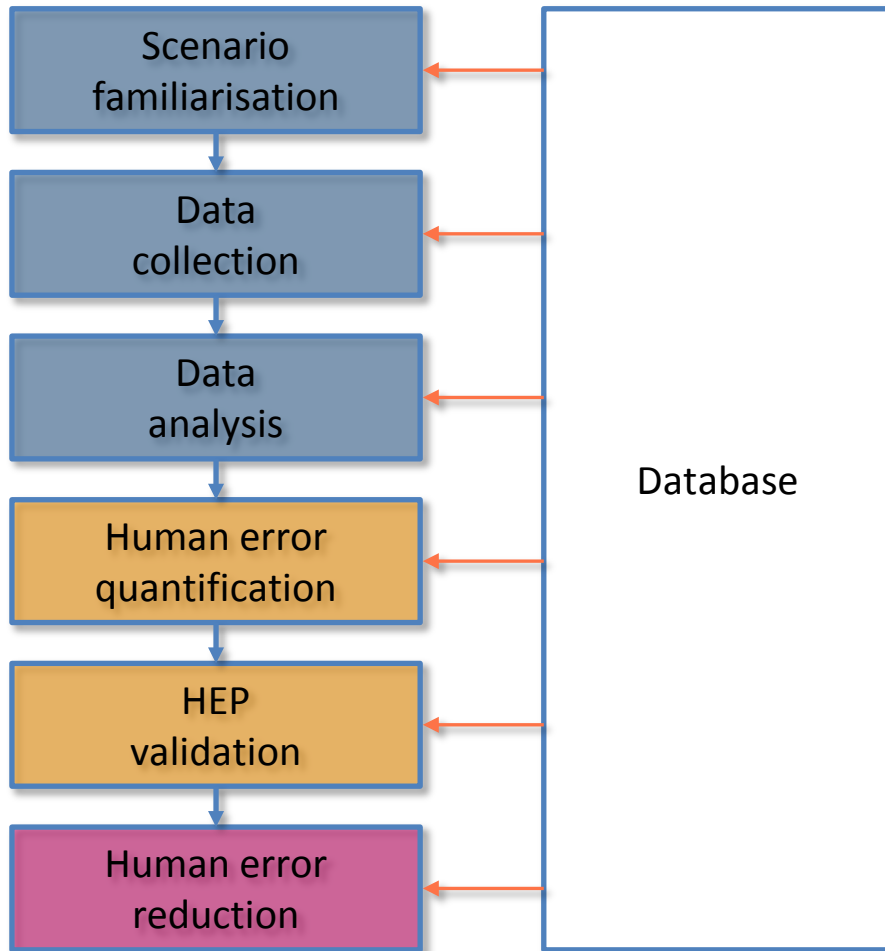 Scenario
familiarisation
Data
collection
Data
analysis
Human error
quantification
HEP
validation
Human error
reduction
Database